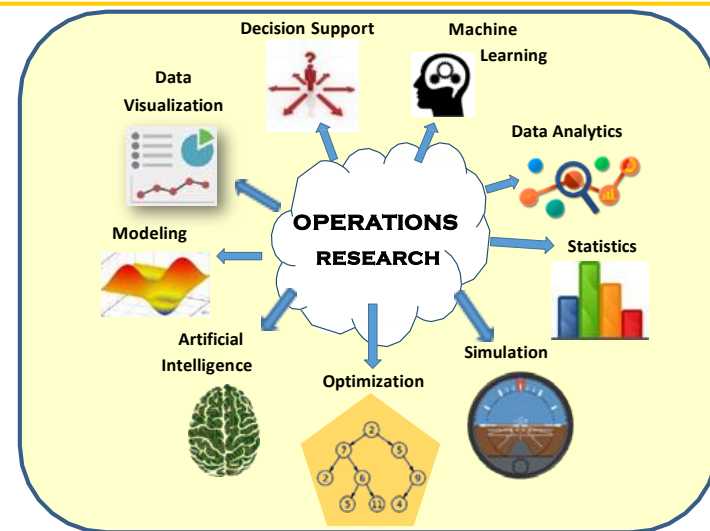 Decision Support
Machine
Learning
Data
Visualization
Data Analytics
OPERATIONS
RESEARCH
Modeling
Statistics
Artificial
Intelligence
Simulation
Optimization
?
2
7
5
2
6
9
5
11
4